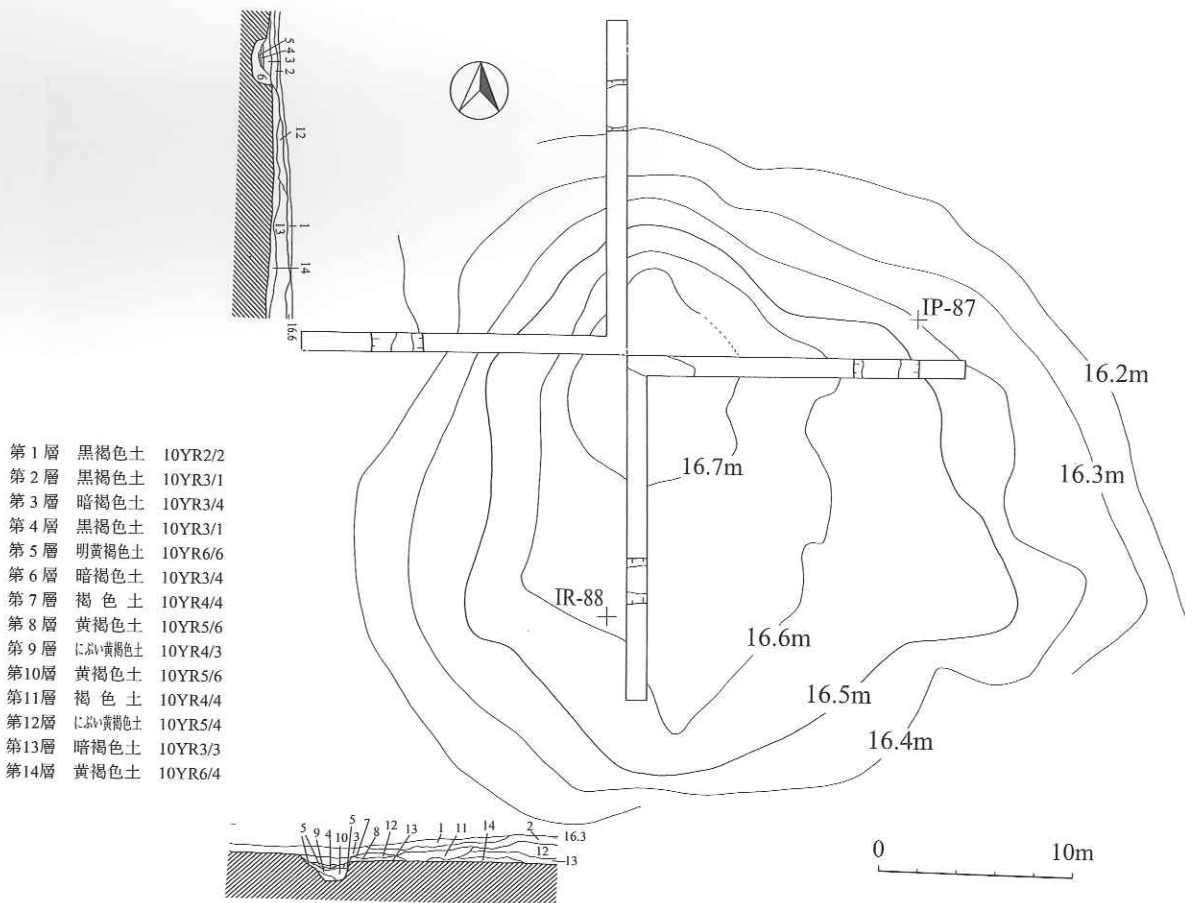 5 4 3 2
6
12
1
13
14
16.6
IP-87
16.2m
16.7m
16.3m
IR-88
16.6m
16.5m
16.4m
第1層 黒褐色土 10YR2/2
第2層 黒褐色土 10YR3/1
第3層 暗褐色土 10YR3/4
第4層 黒褐色土 10YR3/1
第5層 明黄褐色土 10YR6/6
第6層 暗褐色土 10YR3/4
第7層 褐色土 10YR4/4
第8層 黄褐色土 10YR5/6
第9層 にぶい黄褐色土 10YR4/3
第10層 黄褐色土 10YR5/6
第11層 褐色土 10YR4/4
第12層 にぶい黄褐色土 10YR5/4
第13層 暗褐色土 10YR3/3
第14層 黄褐色土 10YR6/4
5 9 4 10 5 3 7 8 12 13 1 11 14 2 16.3
12
13
0 10m